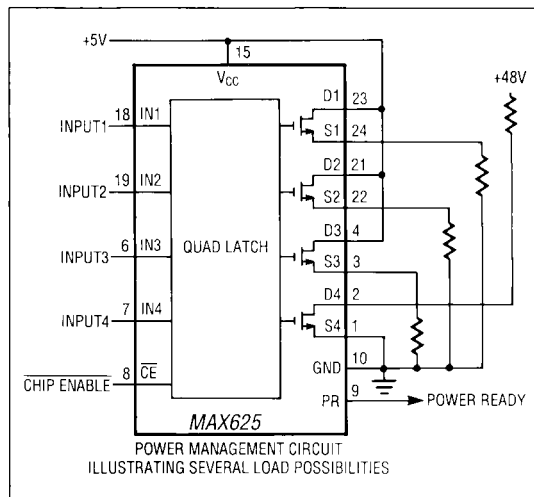 +5V
15
VCC
+48V
D1 23
18 IN1
INPUT1
S1 24
D2 21
19 IN2
INPUT2
S2 22
D3 4
6 IN3
INPUT3
QUAD LATCH
S3 3
D4 2
7 IN4
INPUT4
S4 1
GND 10
8 CE
CHIP ENABLE
PR 9
POWER READY
MAX625
POWER MANAGEMENT CIRCUIT
ILLUSTRATING SEVERAL LOAD POSSIBILITIES